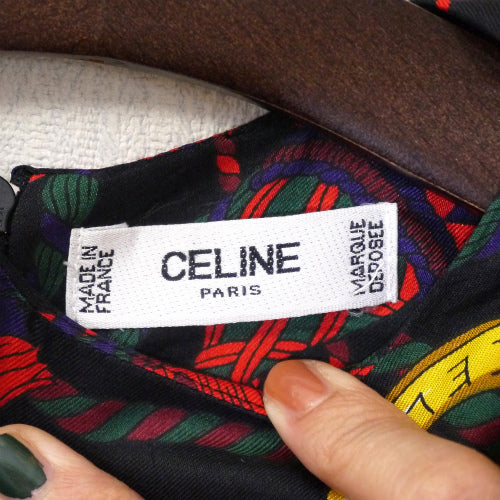 MADE IN
FRANCE
CELINE
PARIS
MARQUE
DEPOSEE